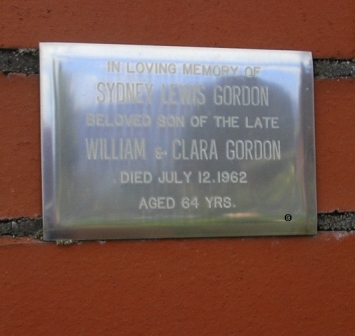 IN LOVING MEMORY OF
SYDNEY LEWIS GORDON
BELOVED SON OF THE LATE
WILLIAM & CLARA GORDON
DIED JULY 12.1962
AGED 64 YRS.